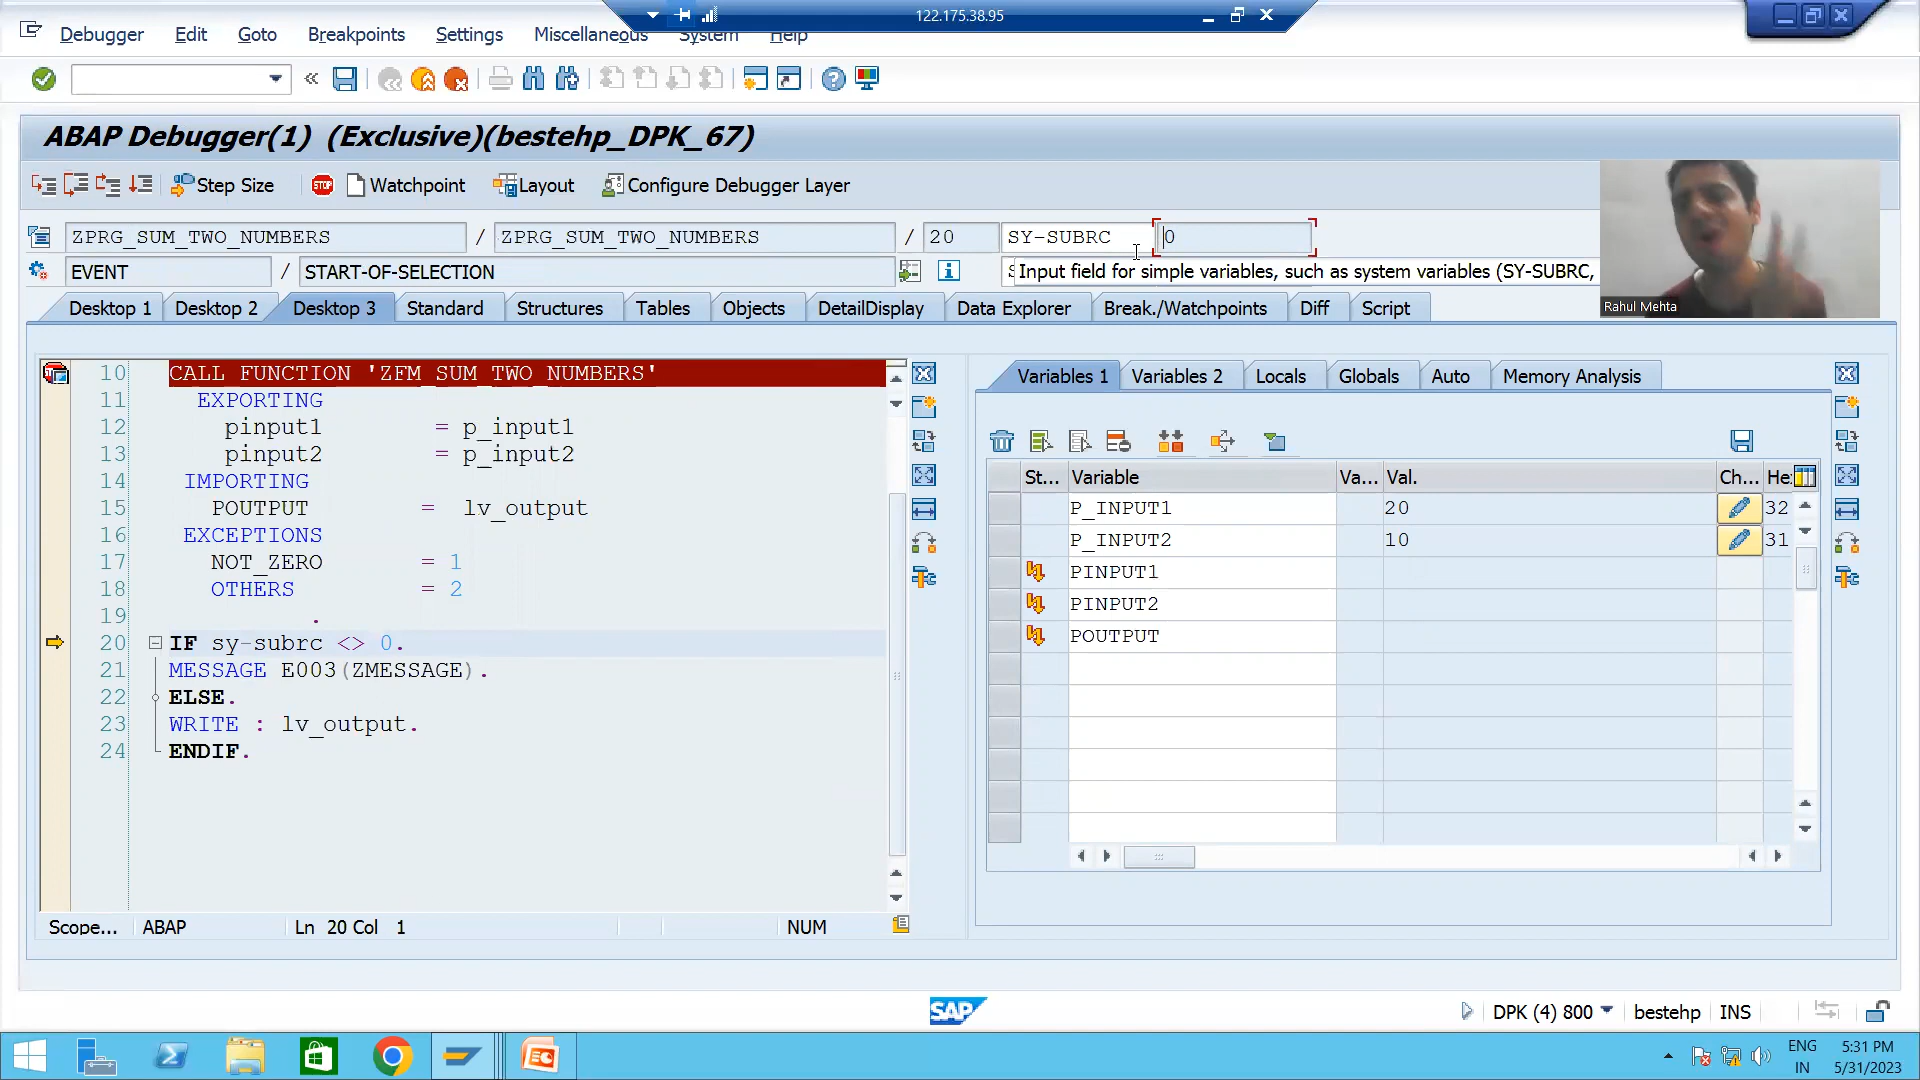 122.175.38.95
Debugger Edit Goto Breakpoints Settings Miscellaneous System Help
ABAP Debugger(1) (Exclusive)(bestehp_DPK_67)
Step Size STOP Watchpoint Layout Configure Debugger Layer
ZPRG_SUM_TWO_NUMBERS / ZPRG_SUM_TWO_NUMBERS / 20 SY-SUBRC 0
EVENT / START-OF-SELECTION Input field for simple variables, such as system variables (SY-SUBRC,
Rahul Mehta
Desktop 1 Desktop 2 Desktop 3 Standard Structures Tables Objects DetailDisplay Data Explorer Break./Watchpoints Diff Script
10 CALL FUNCTION 'ZFM_SUM_TWO_NUMBERS'
11 EXPORTING
12 pinput1 = p_input1
13 pinput2 = p_input2
14 IMPORTING
15 POUTPUT = lv_output
16 EXCEPTIONS
17 NOT_ZERO = 1
18 OTHERS = 2
19 .
20 IF sy-subrc <> 0.
21 MESSAGE E003(ZMESSAGE).
22 ELSE.
23 WRITE : lv_output.
24 ENDIF.
Scope... ABAP Ln 20 Col 1 NUM
Variables 1 Variables 2 Locals Globals Auto Memory Analysis
St... Variable Va... Val. Ch... He
P_INPUT1 20 32
P_INPUT2 10 31
PINPUT1
PINPUT2
POUTPUT
SAP DPK (4) 800 bestehp INS
ENG 5:31 PM
IN 5/31/2023